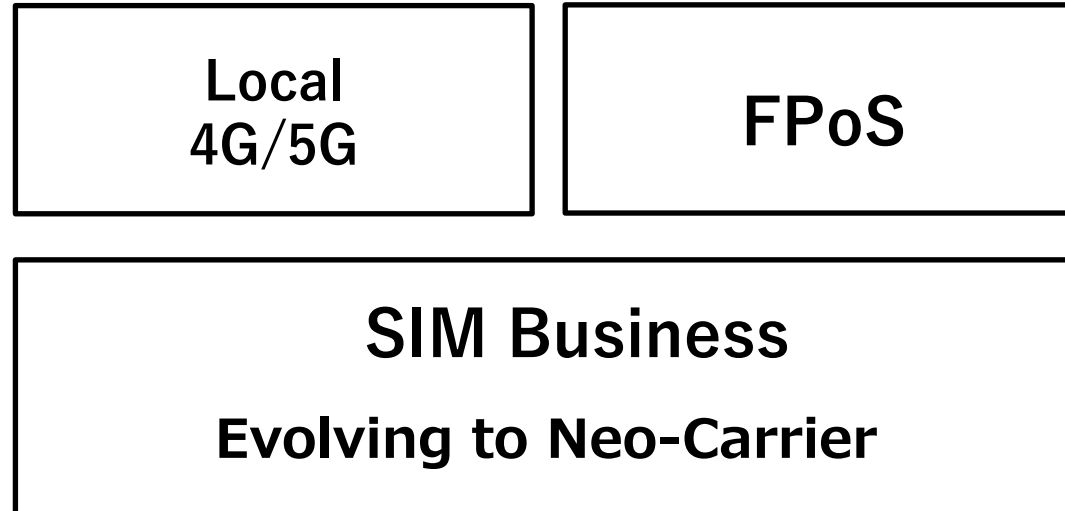 Local
4G/5G
FPoS
SIM Business
Evolving to Neo-Carrier